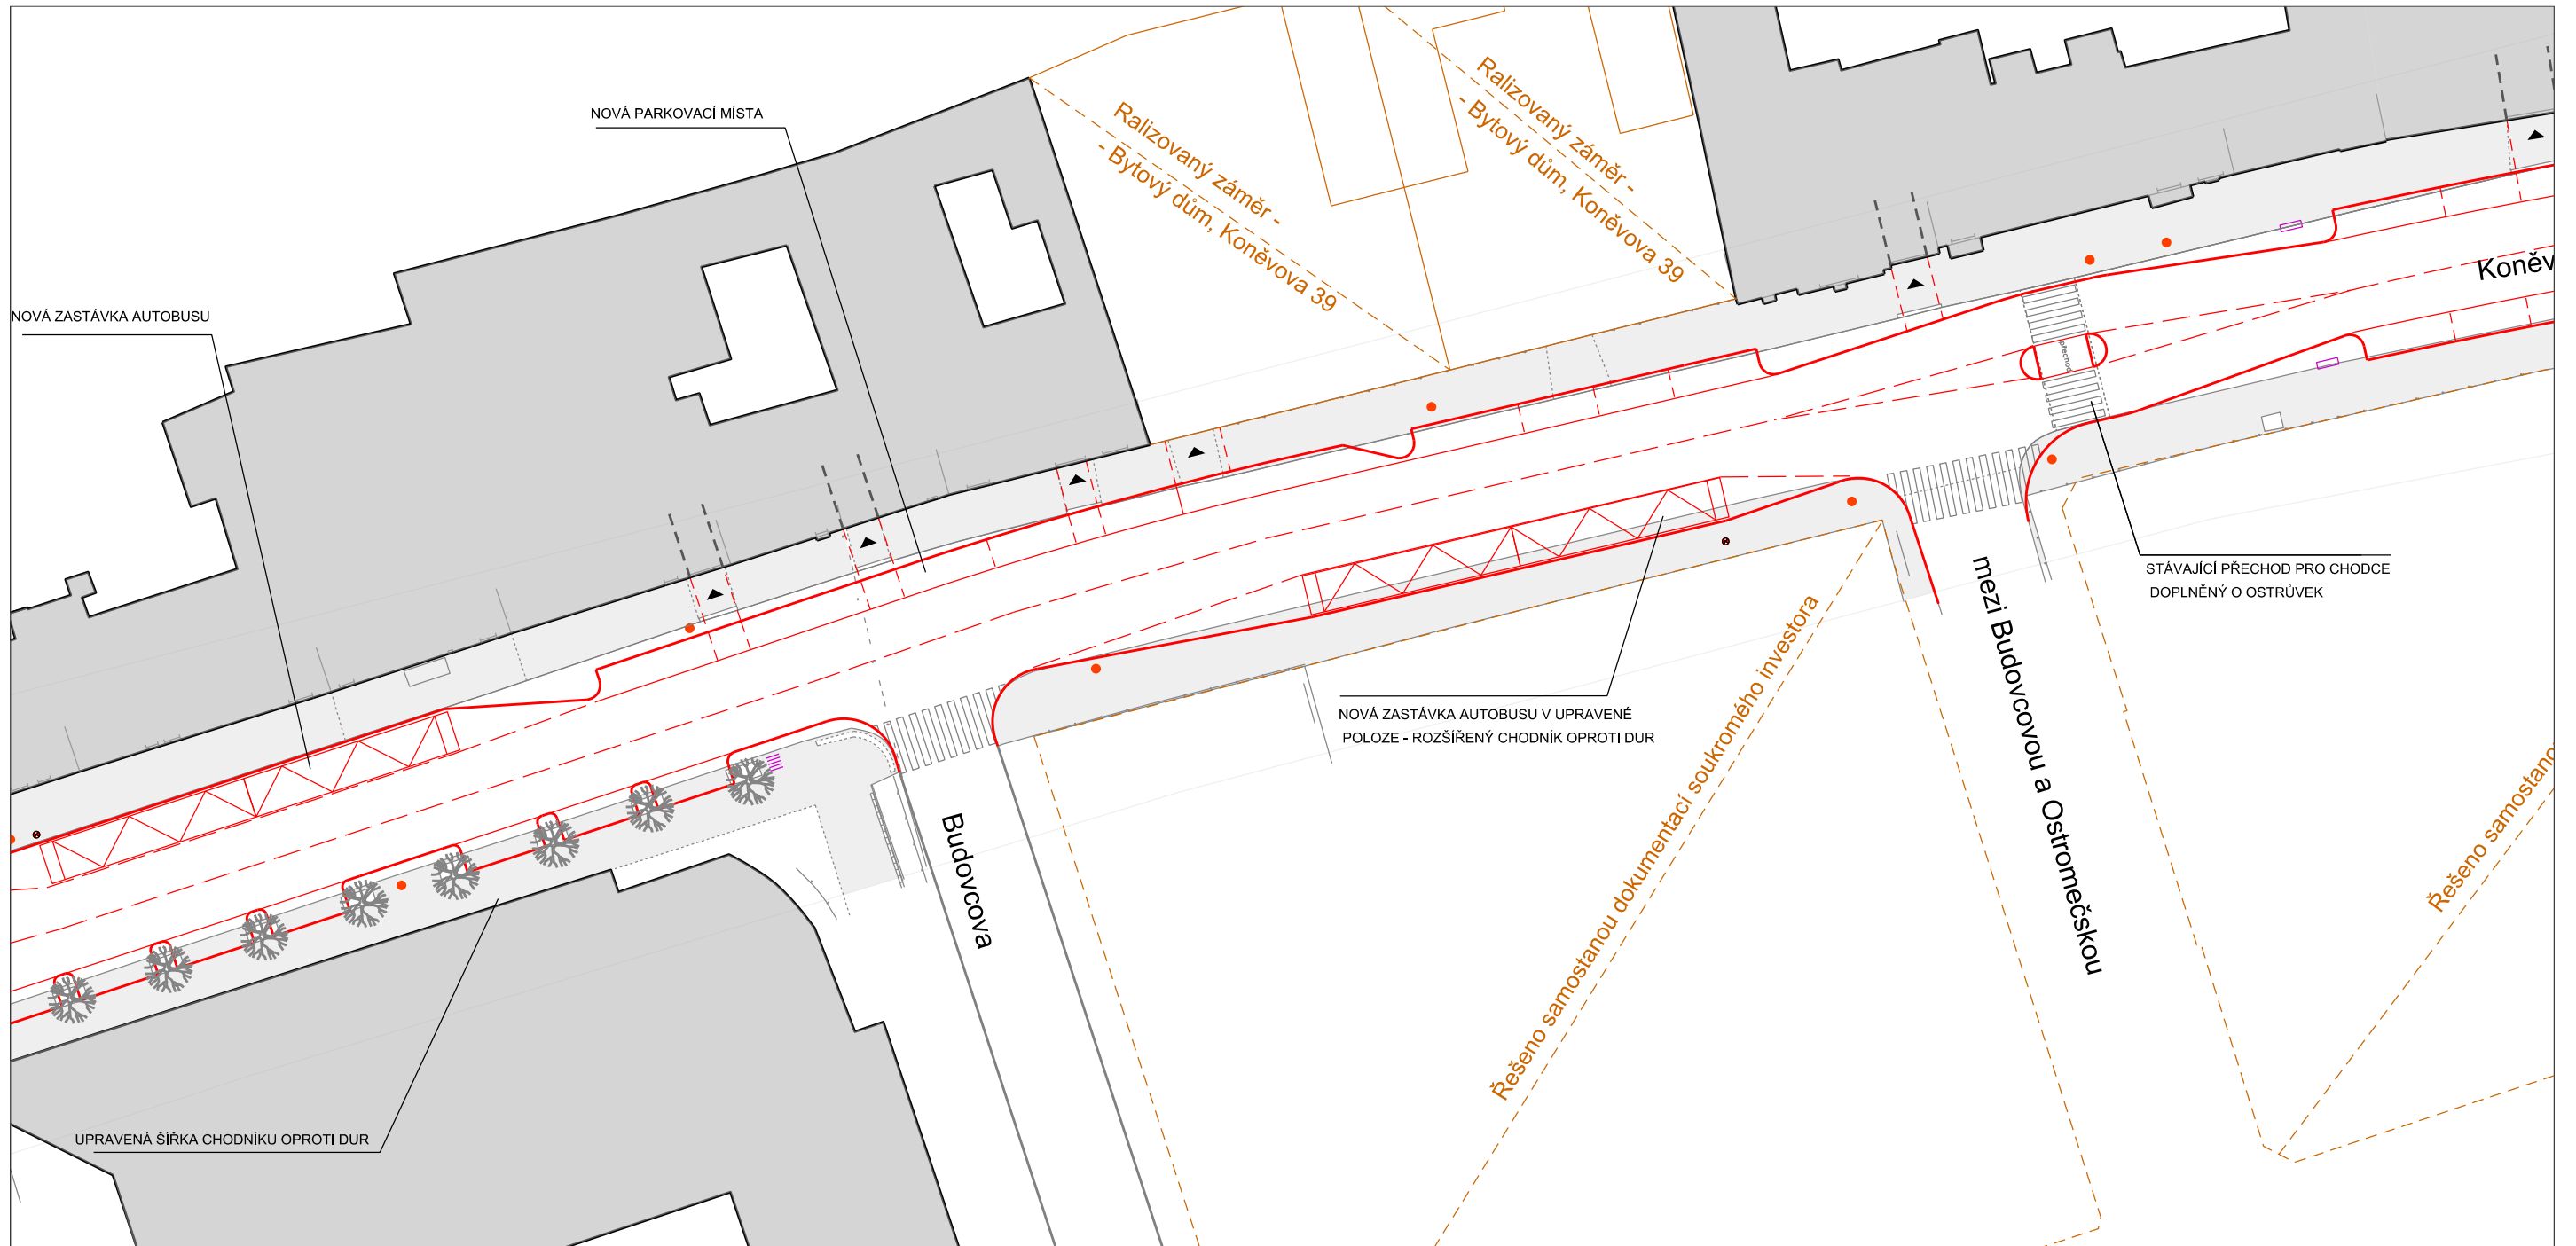 NOVÁ PARKOVACÍ MÍSTA
Ralizovaný záměr -
- Bytový dům, Koněvova 39
Ralizovaný záměr -
- Bytový dům, Koněvova 39
NOVÁ ZASTÁVKA AUTOBUSU
Koněv
přechod
STÁVAJÍCÍ PŘECHOD PRO CHODCE
DOPLNĚNÝ O OSTRŮVEK
mezi Budovcovou a Ostromečskou
NOVÁ ZASTÁVKA AUTOBUSU V UPRAVENÉ
POLOZE - ROZŠÍŘENÝ CHODNÍK OPROTI DUR
Řešeno samostanou dokumentací soukromého investora
Řešeno samostano
Budovcova
UPRAVENÁ ŠÍŘKA CHODNÍKU OPROTI DUR